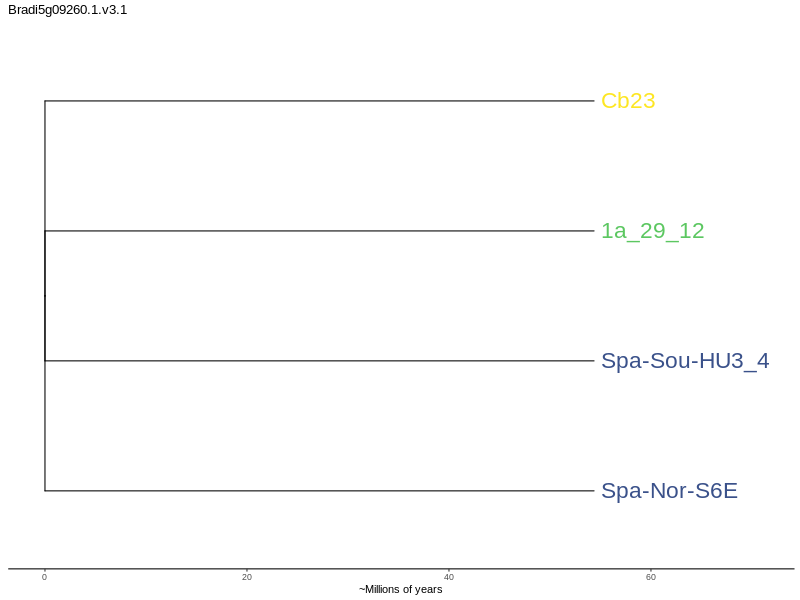 Bradi5g09260.1.v3.1
Cb23
1a_29_12
Spa-Sou-HU3_4
Spa-Nor-S6E
0 20 40 60
~Millions of years